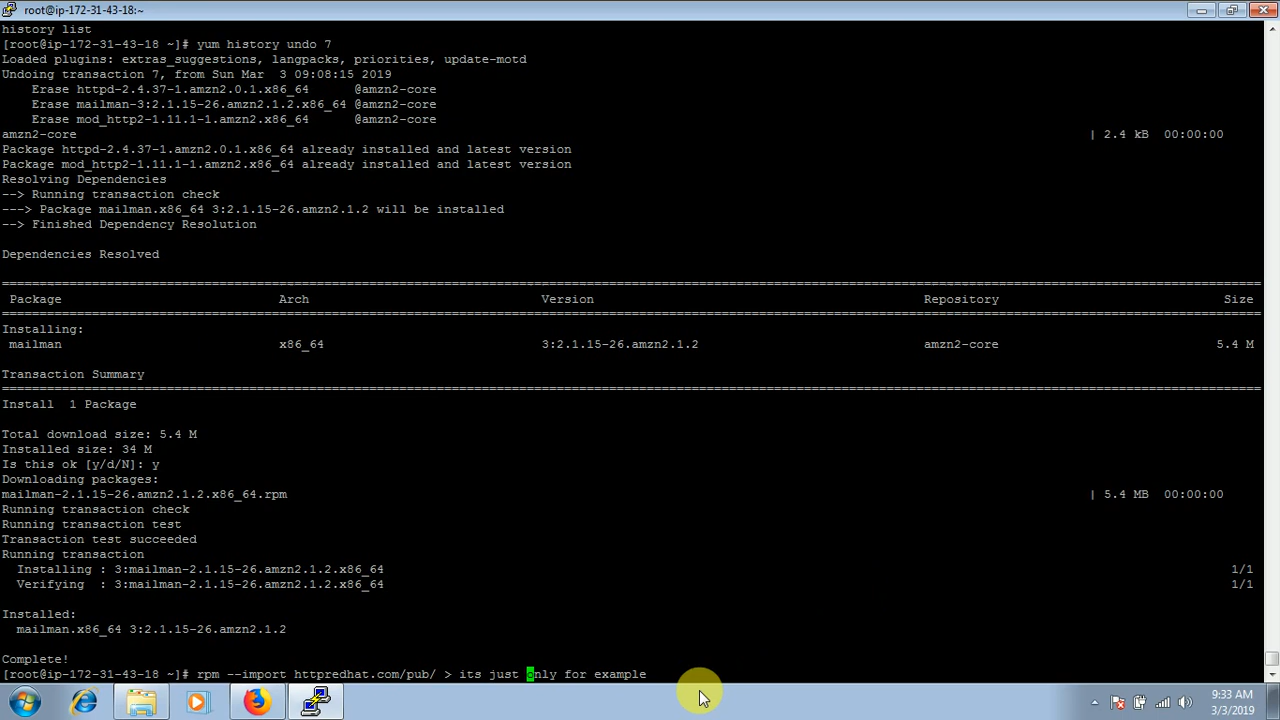 root@ip-172-31-43-18:~
history list
[root@ip-172-31-43-18 ~]# yum history undo 7
Loaded plugins: extras_suggestions, langpacks, priorities, update-motd
Undoing transaction 7, from Sun Mar  3 09:08:15 2019
    Erase httpd-2.4.37-1.amzn2.0.1.x86_64      @amzn2-core
    Erase mailman-3:2.1.15-26.amzn2.1.2.x86_64 @amzn2-core
    Erase mod_http2-1.11.1-1.amzn2.x86_64      @amzn2-core
amzn2-core | 2.4 kB  00:00:00
Package httpd-2.4.37-1.amzn2.0.1.x86_64 already installed and latest version
Package mod_http2-1.11.1-1.amzn2.x86_64 already installed and latest version
Resolving Dependencies
--> Running transaction check
---> Package mailman.x86_64 3:2.1.15-26.amzn2.1.2 will be installed
--> Finished Dependency Resolution
Dependencies Resolved
Package Arch Version Repository Size
Installing:
mailman x86_64 3:2.1.15-26.amzn2.1.2 amzn2-core 5.4 M
Transaction Summary
Install  1 Package
Total download size: 5.4 M
Installed size: 34 M
Is this ok [y/d/N]: y
Downloading packages:
mailman-2.1.15-26.amzn2.1.2.x86_64.rpm | 5.4 MB  00:00:00
Running transaction check
Running transaction test
Transaction test succeeded
Running transaction
  Installing : 3:mailman-2.1.15-26.amzn2.1.2.x86_64 1/1
  Verifying  : 3:mailman-2.1.15-26.amzn2.1.2.x86_64 1/1
Installed:
  mailman.x86_64 3:2.1.15-26.amzn2.1.2
Complete!
[root@ip-172-31-43-18 ~]# rpm --import httpredhat.com/pub/ > its just only for example
9:33 AM
3/3/2019